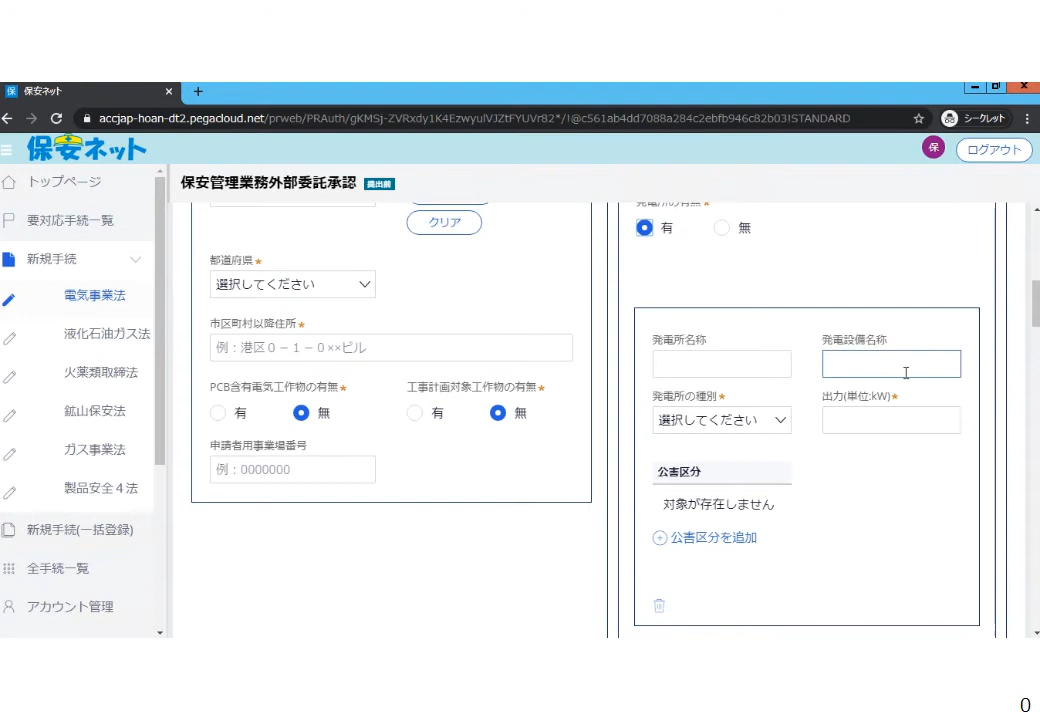 保 保安ネット × +
accjap-hoan-dt2.pegacloud.net/prweb/PRAuth/gKMSj-ZVRxdy1K4EzwyulVJZtFYUVr82*/!@c561ab4dd7088a284c2ebfb946c82b03!STANDARD シークレット
保安ネット 保 ログアウト
トップページ
要対応手続一覧
新規手続
電気事業法
液化石油ガス法
火薬類取締法
鉱山保安法
ガス事業法
製品安全４法
新規手続(一括登録)
全手続一覧
アカウント管理
保安管理業務外部委託承認 提出前
クリア
都道府県★
選択してください
市区町村以降住所★
例：港区０－１－０××ビル
PCB含有電気工作物の有無★ 工事計画対象工作物の有無★
有 無 有 無
申請者用事業場番号
例：0000000
発電所の有無★
有 無
発電所名称 発電設備名称
発電所の種別★ 出力(単位:kW)★
選択してください
公害区分
対象が存在しません
公害区分を追加
0